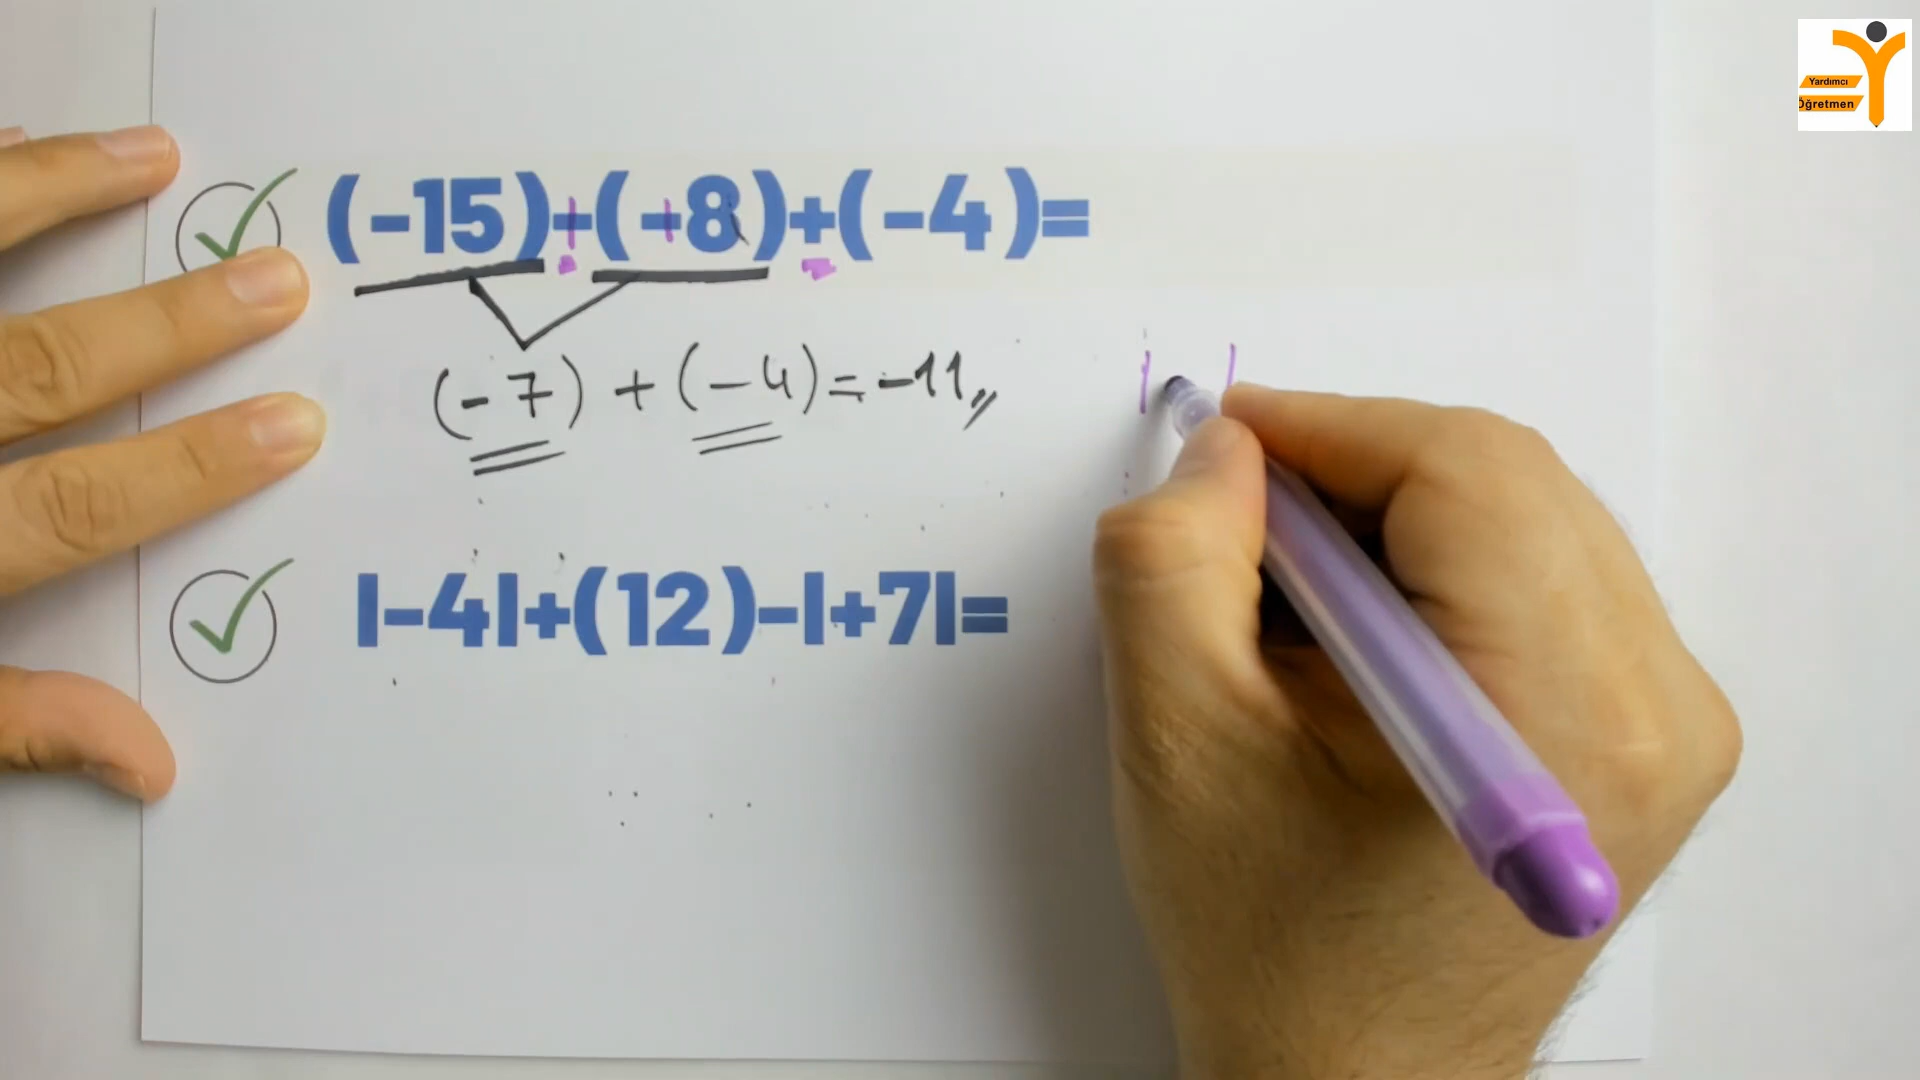 Yardımcı
Öğretmen
(-15)+(+8)+(-4)=
(-7) + (-4) = -11
|-4|+(12)-|+7|=